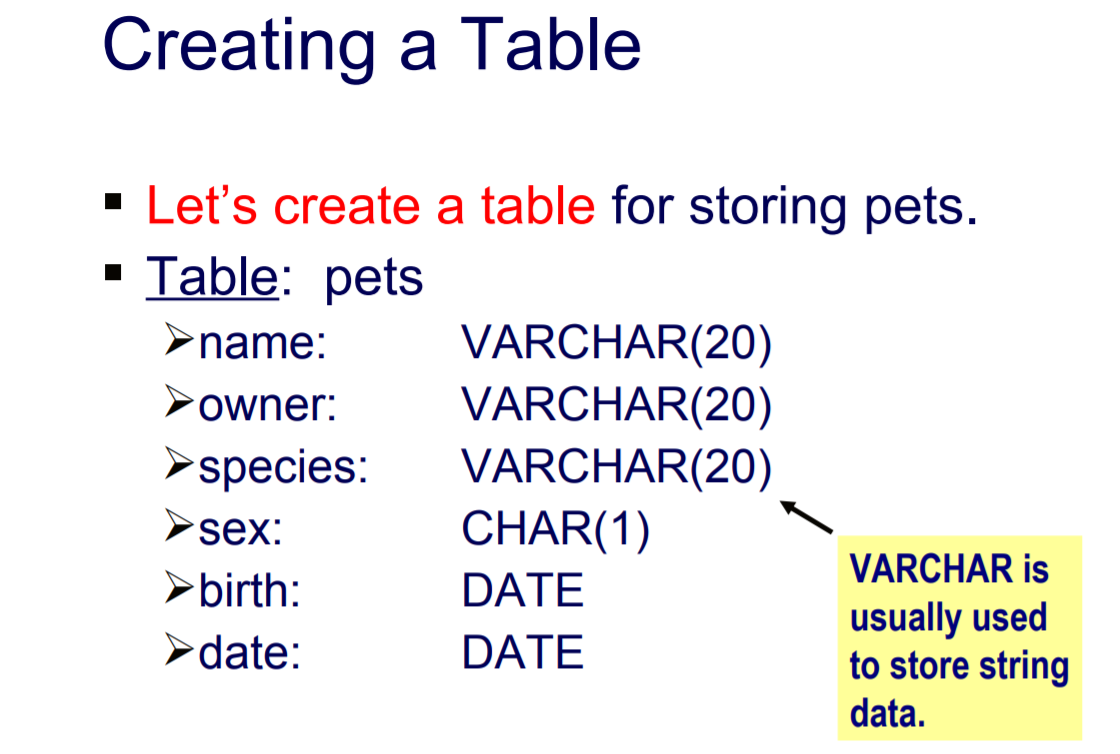 Creating a Table
▪ Let’s create a table for storing pets.
▪ Table: pets
➢name: VARCHAR(20)
➢owner: VARCHAR(20)
➢species: VARCHAR(20)
➢sex: CHAR(1)
➢birth: DATE
➢date: DATE
VARCHAR is
usually used
to store string
data.